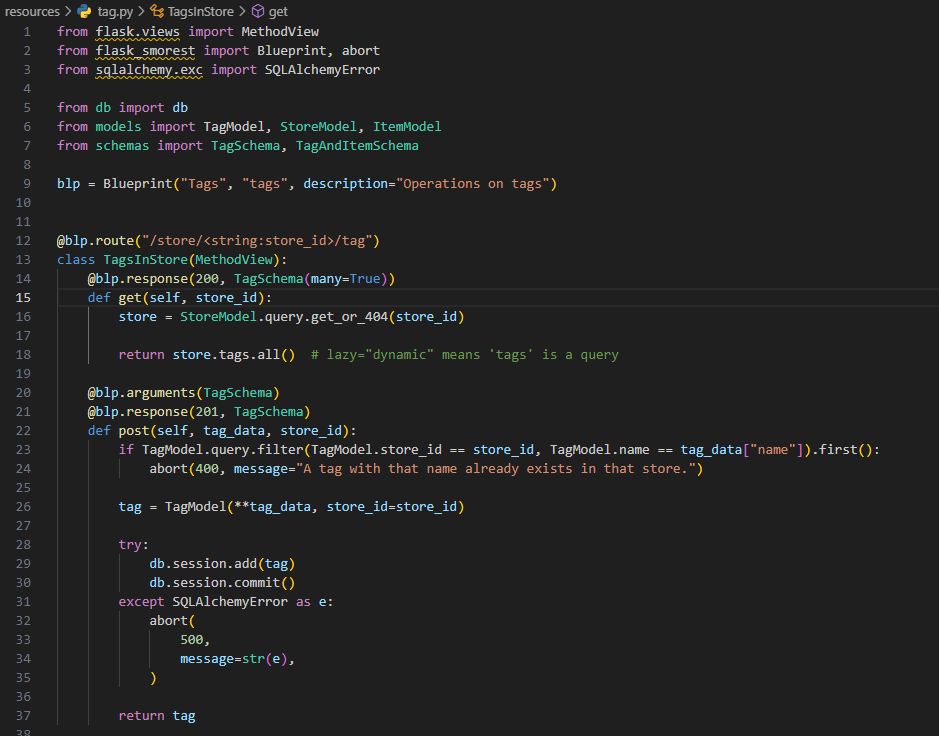 resources > tag.py > TagsInStore > get
1 from flask.views import MethodView
2 from flask_smorest import Blueprint, abort
3 from sqlalchemy.exc import SQLAlchemyError
4
5 from db import db
6 from models import TagModel, StoreModel, ItemModel
7 from schemas import TagSchema, TagAndItemSchema
8
9 blp = Blueprint("Tags", "tags", description="Operations on tags")
10
11
12 @blp.route("/store/<string:store_id>/tag")
13 class TagsInStore(MethodView):
14     @blp.response(200, TagSchema(many=True))
15     def get(self, store_id):
16         store = StoreModel.query.get_or_404(store_id)
17
18         return store.tags.all()  # lazy="dynamic" means 'tags' is a query
19
20     @blp.arguments(TagSchema)
21     @blp.response(201, TagSchema)
22     def post(self, tag_data, store_id):
23         if TagModel.query.filter(TagModel.store_id == store_id, TagModel.name == tag_data["name"]).first():
24             abort(400, message="A tag with that name already exists in that store.")
25
26         tag = TagModel(**tag_data, store_id=store_id)
27
28         try:
29             db.session.add(tag)
30             db.session.commit()
31         except SQLAlchemyError as e:
32             abort(
33                 500,
34                 message=str(e),
35             )
36
37         return tag
38